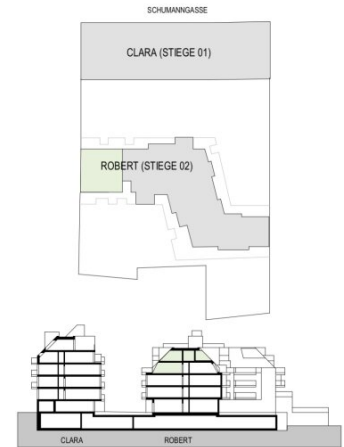 SCHUMANNGASSE
CLARA (STIEGE 01)
ROBERT (STIEGE 02)
CLARA
ROBERT